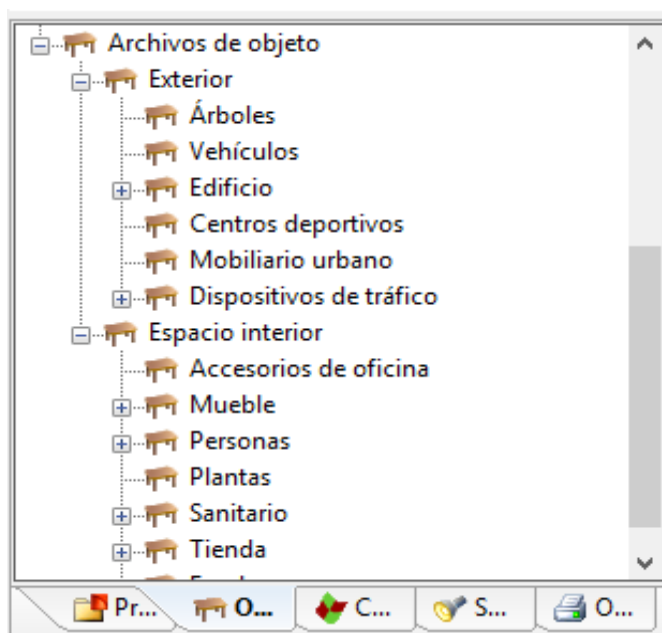 Archivos de objeto
Exterior
Árboles
Vehículos
Edificio
Centros deportivos
Mobiliario urbano
Dispositivos de tráfico
Espacio interior
Accesorios de oficina
Mueble
Personas
Plantas
Sanitario
Tienda
Pr... O... C... S... O...